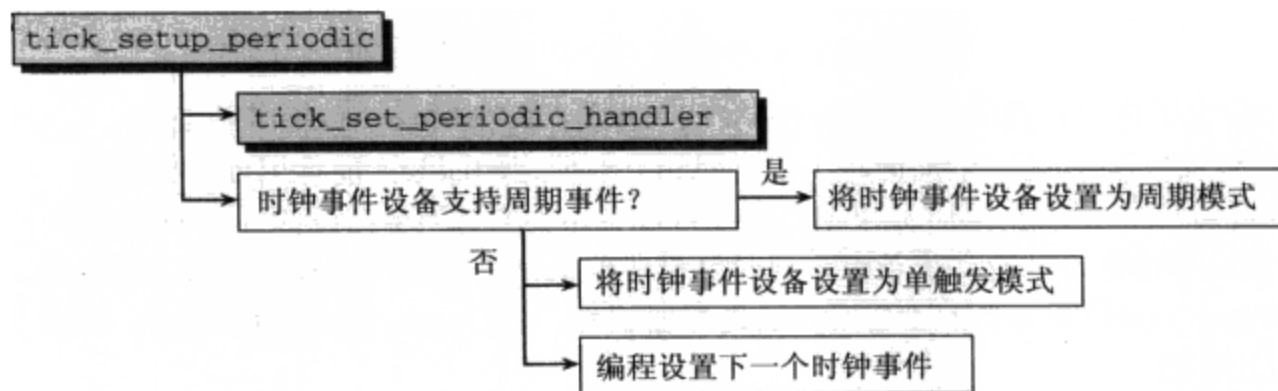 tick_setup_periodic
tick_set_periodic_handler
时钟事件设备支持周期事件?
是
将时钟事件设备设置为周期模式
否
将时钟事件设备设置为单触发模式
编程设置下一个时钟事件